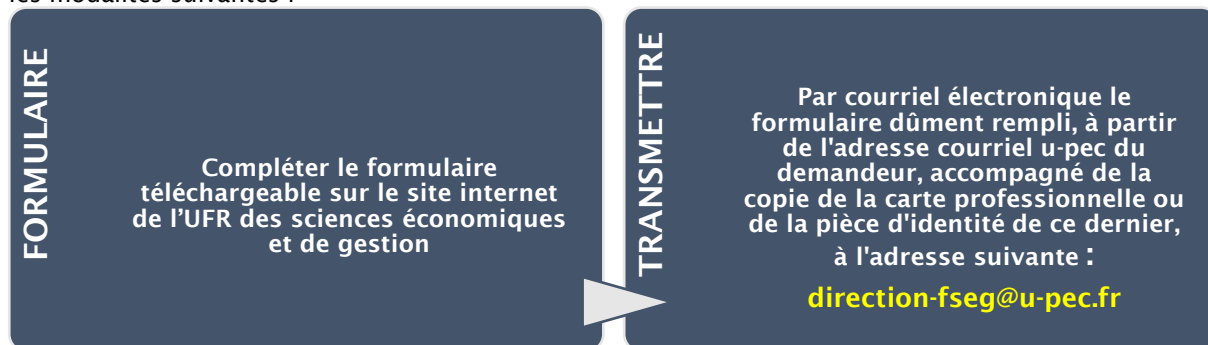 les modalités suivantes :
FORMULAIRE
Compléter le formulaire
téléchargeable sur le site internet
de l’UFR des sciences économiques
et de gestion
TRANSMETTRE
Par courriel électronique le
formulaire dûment rempli, à partir
de l'adresse courriel u-pec du
demandeur, accompagné de la
copie de la carte professionnelle ou
de la pièce d'identité de ce dernier,
à l'adresse suivante :
direction-fseg@u-pec.fr